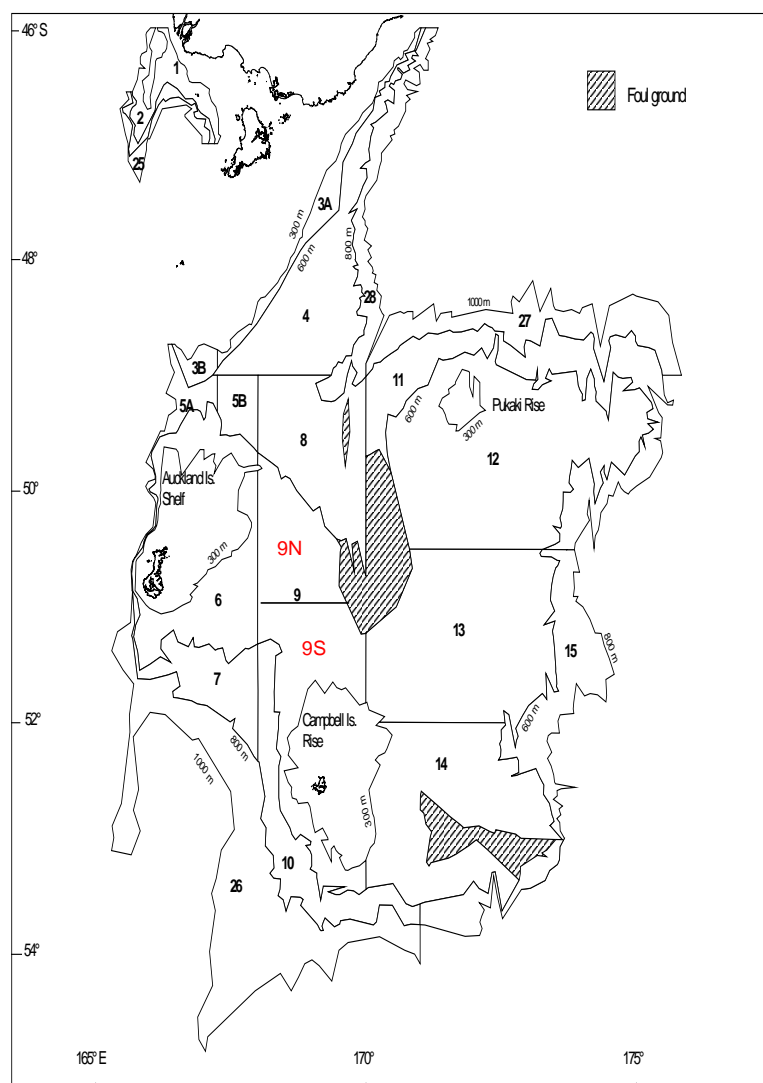 46° S
1
Foul ground
2
25
3A
300 m
600 m
800 m
48°
28
1000 m
27
4
3B
11
5A
5B
600 m
Pukaki Rise
300 m
8
12
Auckland Is.
Shelf
50°
300 m
9N
6
9
13
9S
15
800 m
7
600 m
52°
Campbell Is.
Rise
800 m
14
1000 m
300 m
10
26
54°
165° E
170°
175°